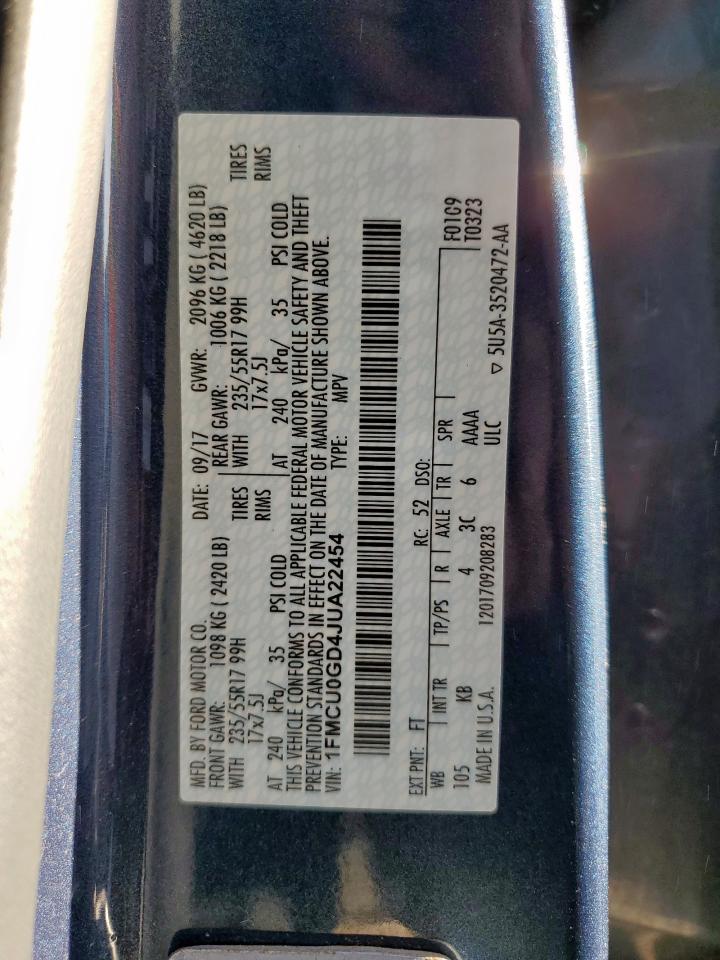 MFD. BY FORD MOTOR CO. DATE: 09/17 GVWR: 2096 KG ( 4620 LB)
FRONT GAWR: 1098 KG ( 2420 LB) REAR GAWR: 1006 KG ( 2218 LB)
WITH 235/55R17 99H TIRES WITH 235/55R17 99H TIRES
17x7.5J RIMS 17x7.5J RIMS
AT 240 kPa/ 35 PSI COLD AT 240 kPa/ 35 PSI COLD
THIS VEHICLE CONFORMS TO ALL APPLICABLE FEDERAL MOTOR VEHICLE SAFETY AND THEFT
PREVENTION STANDARDS IN EFFECT ON THE DATE OF MANUFACTURE SHOWN ABOVE.
VIN: 1FMCU0GD4JUA22454 TYPE: MPV
EXT PNT: FT RC: 52 DSO:
WB INT TR TP/PS R AXLE TR SPR F01G9
105 KB 4 3C 6 AAAA T0323
MADE IN U.S.A. 1201709208283 ULC ▽ 5U5A-3520472-AA